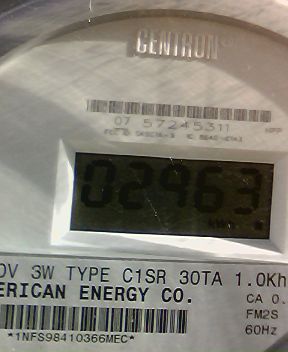 CENTRON
07 57245311
02963
0V 3W TYPE C1SR 30TA 1.0Kh
ERICAN ENERGY CO.
CA 0.
FM2S
60Hz
*1NFS98410366MEC*